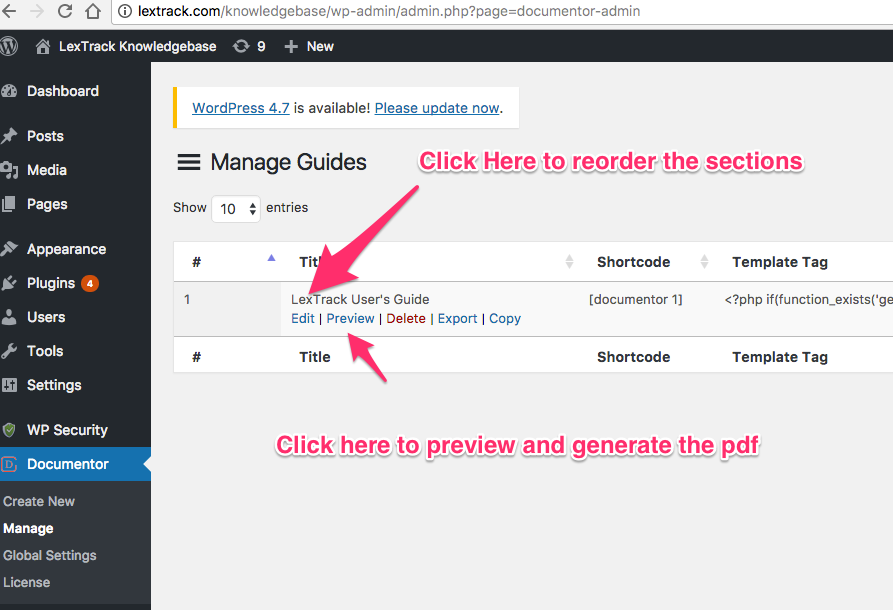 lextrack.com/knowledgebase/wp-admin/admin.php?page=documentor-admin
LexTrack Knowledgebase 9 New
Dashboard
Posts
Media
Pages
Appearance
Plugins 4
Users
Tools
Settings
WP Security
Documentor
Create New
Manage
Global Settings
License
WordPress 4.7 is available! Please update now.
Manage Guides
Click Here to reorder the sections
Show 10 entries
# Shortcode Template Tag
1 LexTrack User's Guide [documentor 1] <?php if(function_exists('ge
Edit | Preview | Delete | Export | Copy
# Title Shortcode Template Tag
Click here to preview and generate the pdf